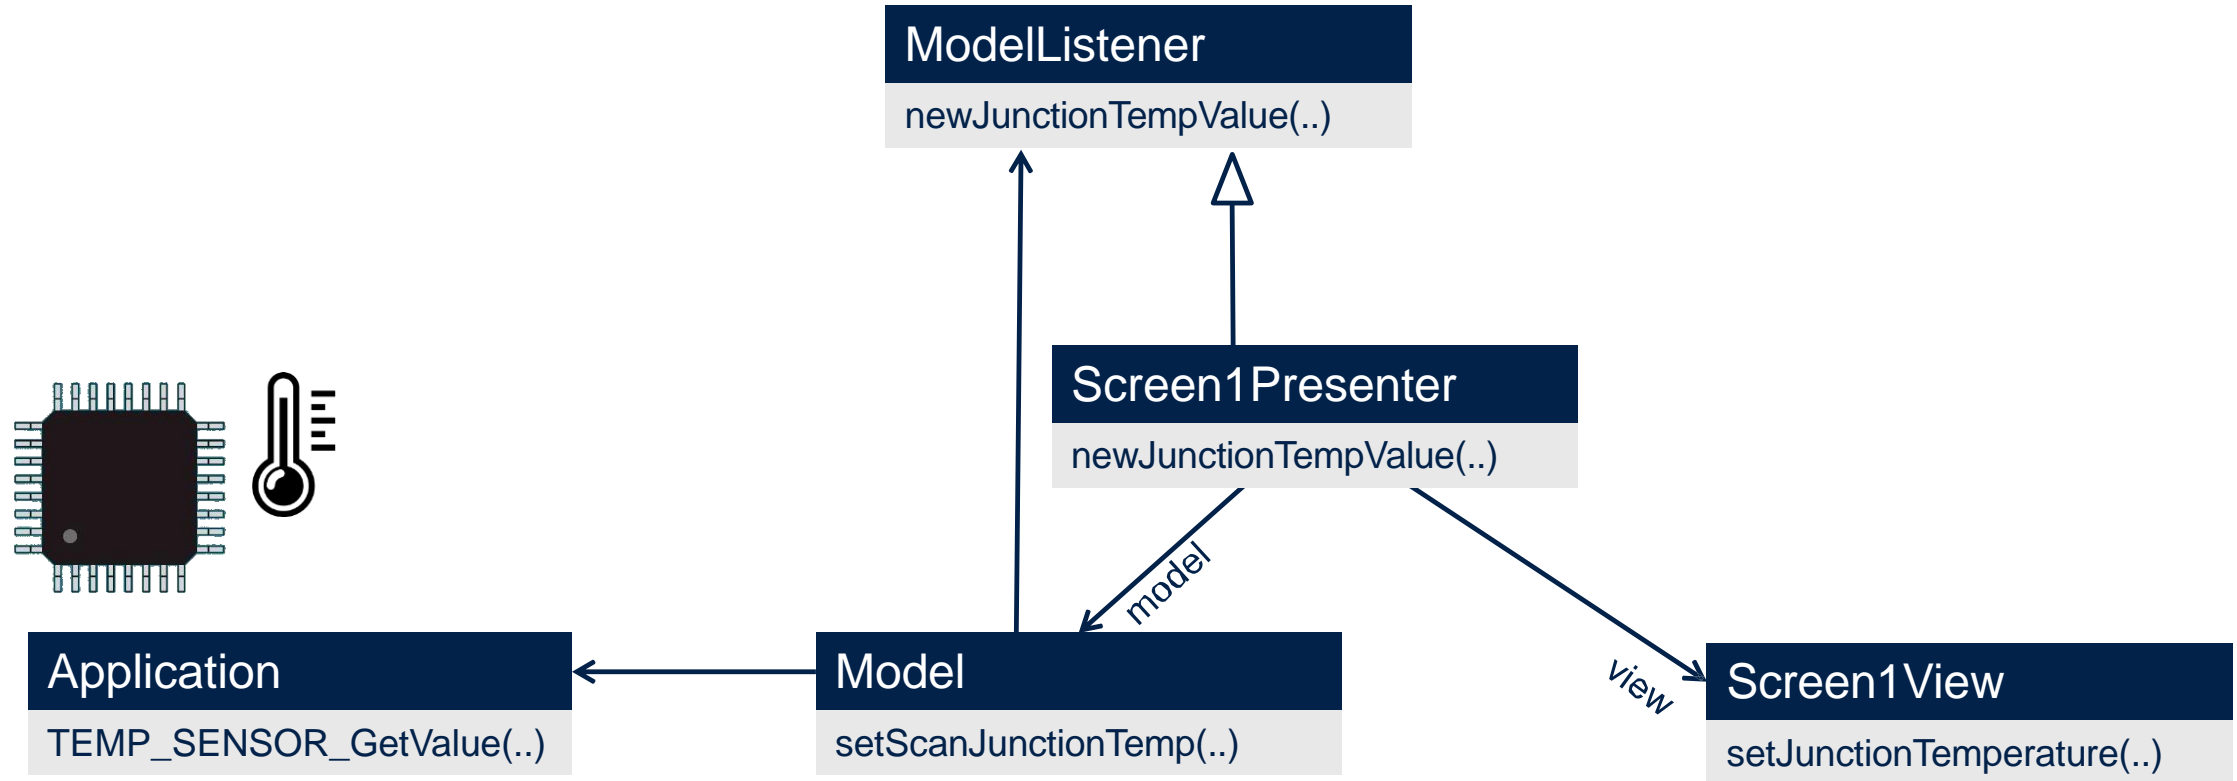 ModelListener
newJunctionTempValue(..)
Screen1Presenter
newJunctionTempValue(..)
model
view
Application
TEMP_SENSOR_GetValue(..)
Model
setScanJunctionTemp(..)
Screen1View
setJunctionTemperature(..)